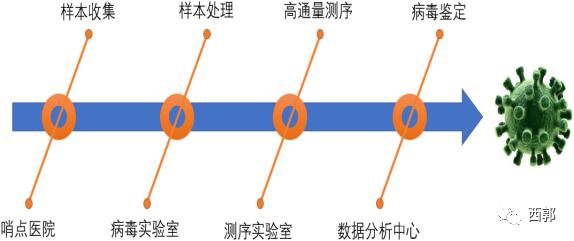 样本收集
样本处理
高通量测序
病毒鉴定
哨点医院
病毒实验室
测序实验室
数据分析中心
西郭